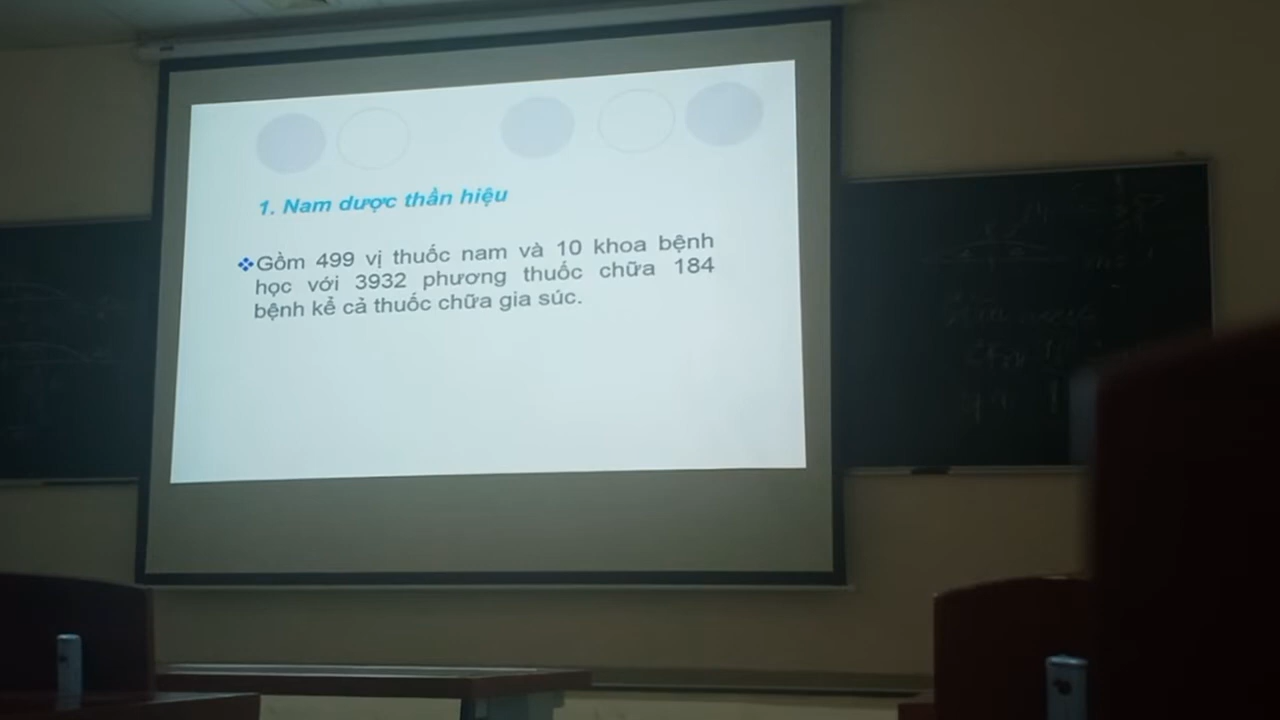 1. Nam dược thần hiệu
❖Gồm 499 vị thuốc nam và 10 khoa bệnh
học với 3932 phương thuốc chữa 184
bệnh kể cả thuốc chữa gia súc.